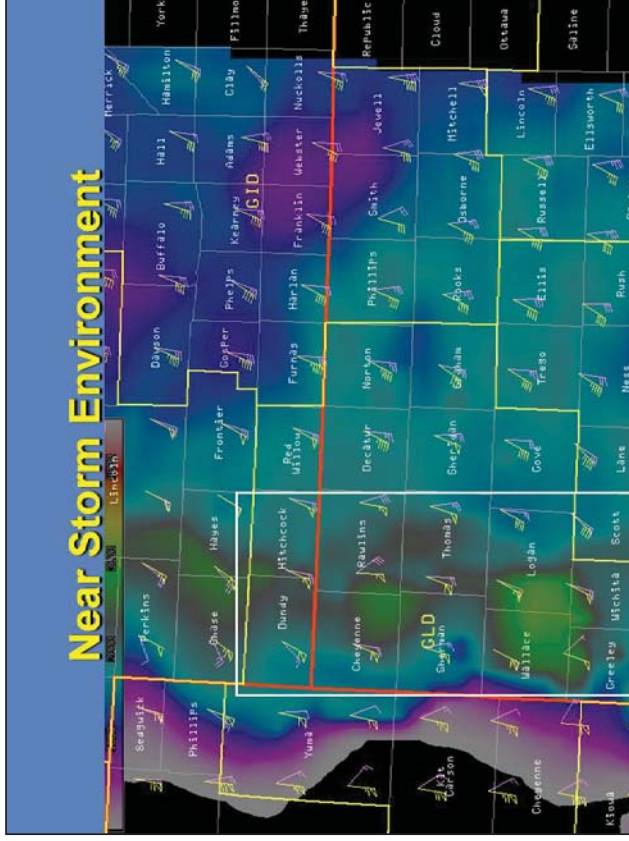 Near Storm Environment
Lincoln Merrick
Sedgwick Perkins Dawson Buffalo Hall Hamilton York
Phillips Chase Hayes Frontier Gosper Phelps Kearney Adams Clay Fillmo
GID
Yuma Dundy Hitchcock Red Willow Furnas Harlan Franklin Webster Nuckolls Thaye
Cheyenne Rawlins Decatur Norton Phillips Smith Jewell Republic
GLD
Kit Carson Sherman Thomas Graham Rooks Osborne Mitchell Cloud
Cheyenne Wallace Logan Gove Trego Ellis Russell Lincoln Ottawa
Kiowa Greeley Wichita Scott Lane Ness Rush Ellsworth Saline